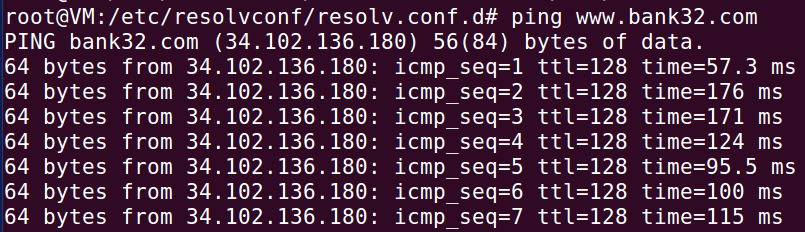 root@VM:/etc/resolvconf/resolv.conf.d# ping www.bank32.com
PING bank32.com (34.102.136.180) 56(84) bytes of data.
64 bytes from 34.102.136.180: icmp_seq=1 ttl=128 time=57.3 ms
64 bytes from 34.102.136.180: icmp_seq=2 ttl=128 time=176 ms
64 bytes from 34.102.136.180: icmp_seq=3 ttl=128 time=171 ms
64 bytes from 34.102.136.180: icmp_seq=4 ttl=128 time=124 ms
64 bytes from 34.102.136.180: icmp_seq=5 ttl=128 time=95.5 ms
64 bytes from 34.102.136.180: icmp_seq=6 ttl=128 time=100 ms
64 bytes from 34.102.136.180: icmp_seq=7 ttl=128 time=115 ms